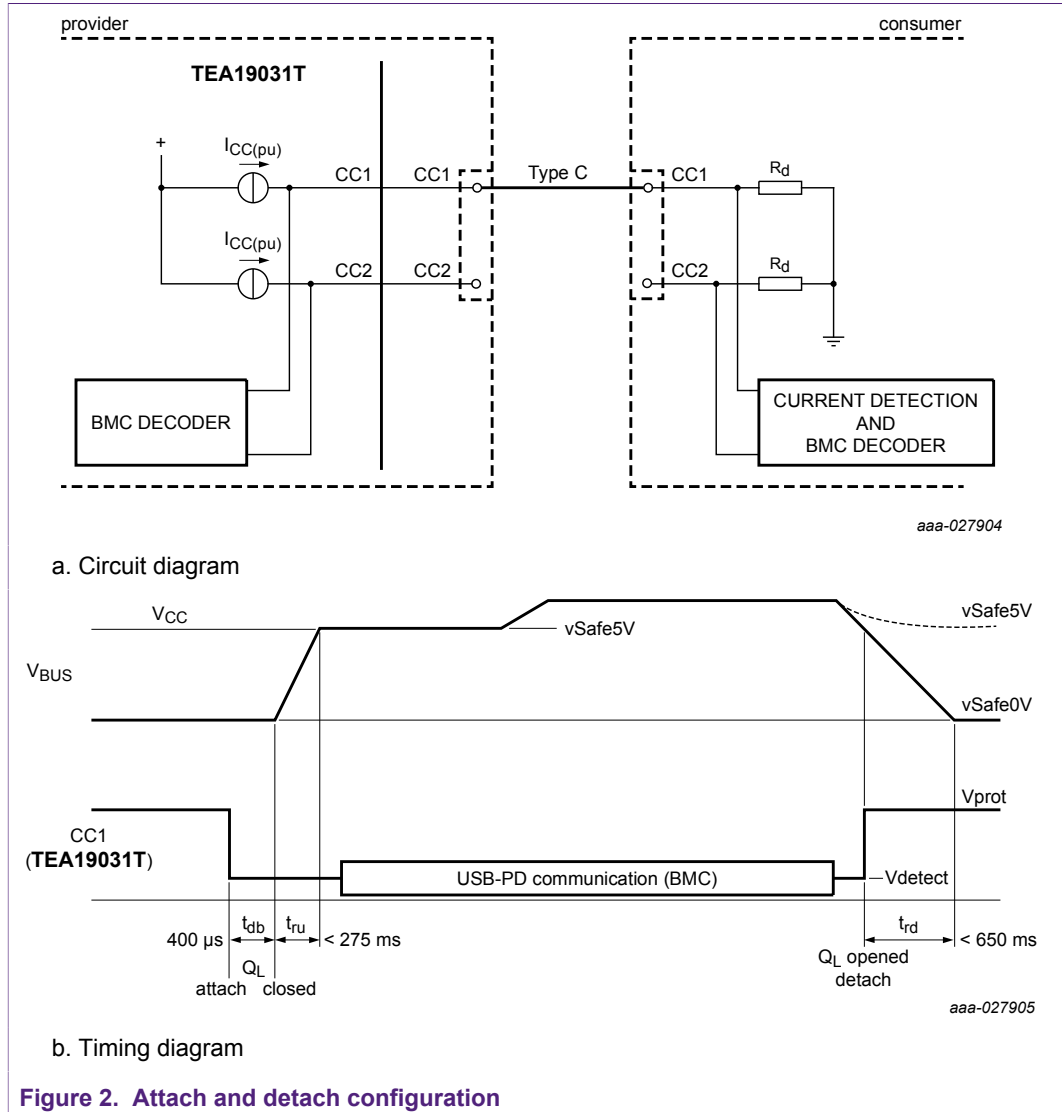 provider
consumer
TEA19031T
+
ICC(pu)
CC1
CC1
Type C
CC1
Rd
ICC(pu)
CC2
CC2
CC2
Rd
BMC DECODER
CURRENT DETECTION
AND
BMC DECODER
aaa-027904
a. Circuit diagram
VCC
vSafe5V
vSafe5V
VBUS
vSafe0V
Vprot
CC1
(TEA19031T)
USB-PD communication (BMC)
Vdetect
400 µs
tdb
tru
< 275 ms
trd
< 650 ms
QL
attach closed
QL opened
detach
aaa-027905
b. Timing diagram
Figure 2. Attach and detach configuration